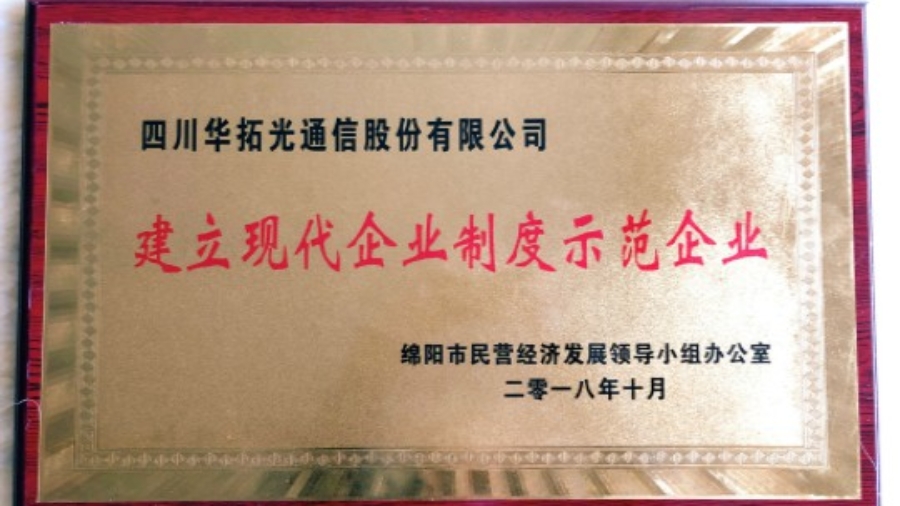 四川华拓光通信股份有限公司
建立现代企业制度示范企业
绵阳市民营经济发展领导小组办公室
二零一八年十月